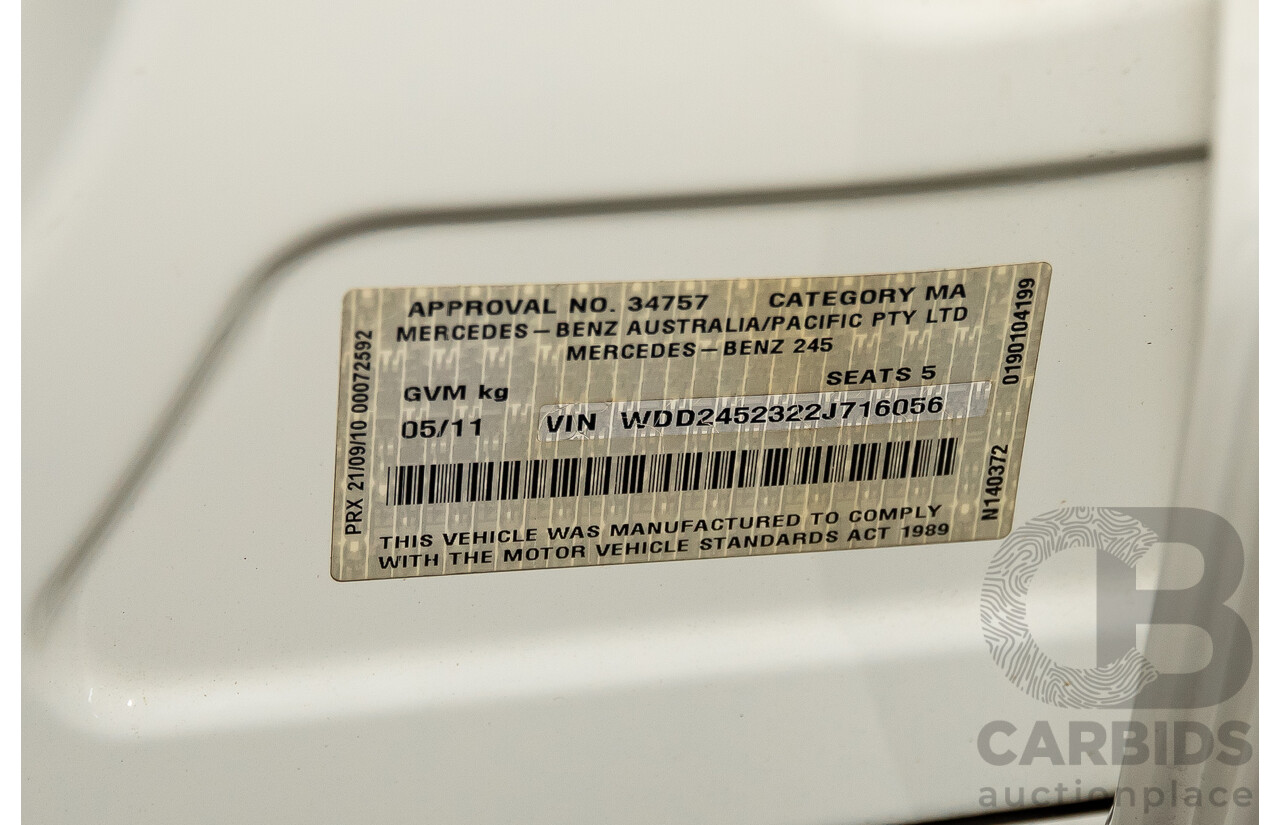 APPROVAL NO. 34757 CATEGORY MA
MERCEDES-BENZ AUSTRALIA/PACIFIC PTY LTD
MERCEDES-BENZ 245
SEATS 5
GVM kg
05/11 VIN WDD2452322J716056
THIS VEHICLE WAS MANUFACTURED TO COMPLY
WITH THE MOTOR VEHICLE STANDARDS ACT 1989
PRX 21/09/10 00072592
0190104199
N140372
CB
CARBIDS
auctionplace